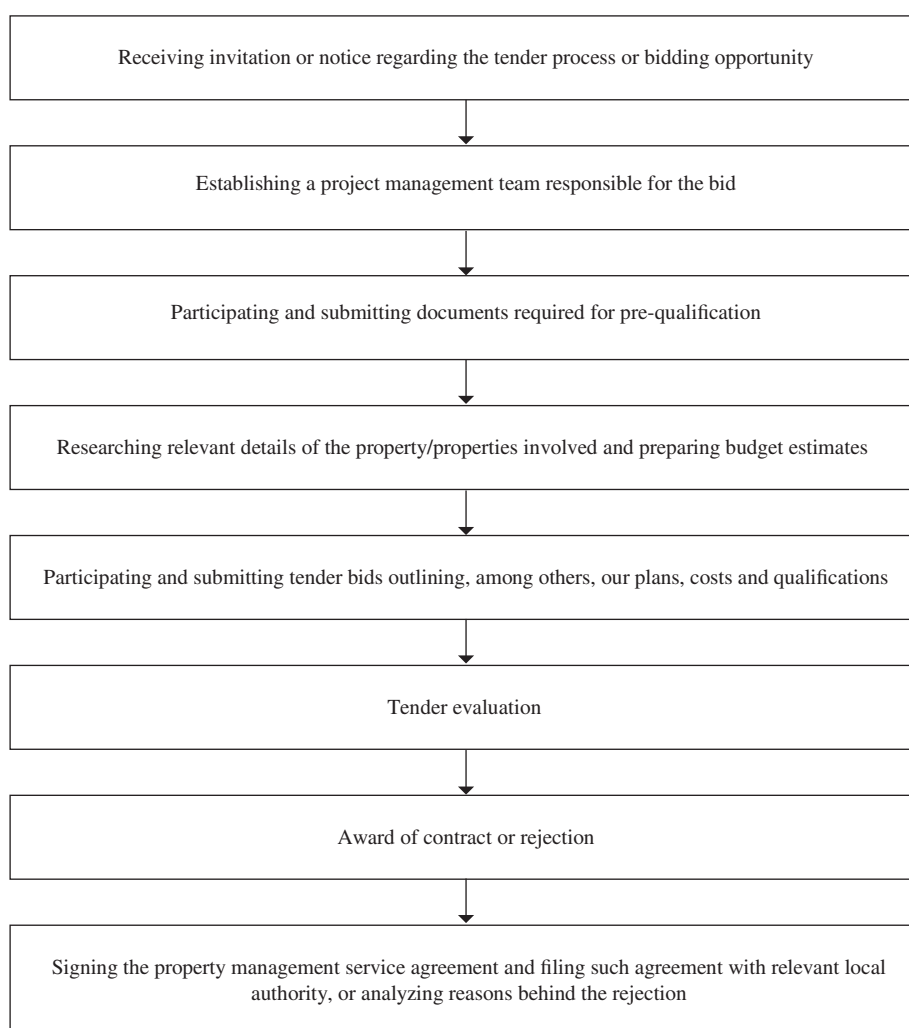 Receiving invitation or notice regarding the tender process or bidding opportunity
Establishing a project management team responsible for the bid
Participating and submitting documents required for pre-qualification
Researching relevant details of the property/properties involved and preparing budget estimates
Participating and submitting tender bids outlining, among others, our plans, costs and qualifications
Tender evaluation
Award of contract or rejection
Signing the property management service agreement and filing such agreement with relevant local
authority, or analyzing reasons behind the rejection